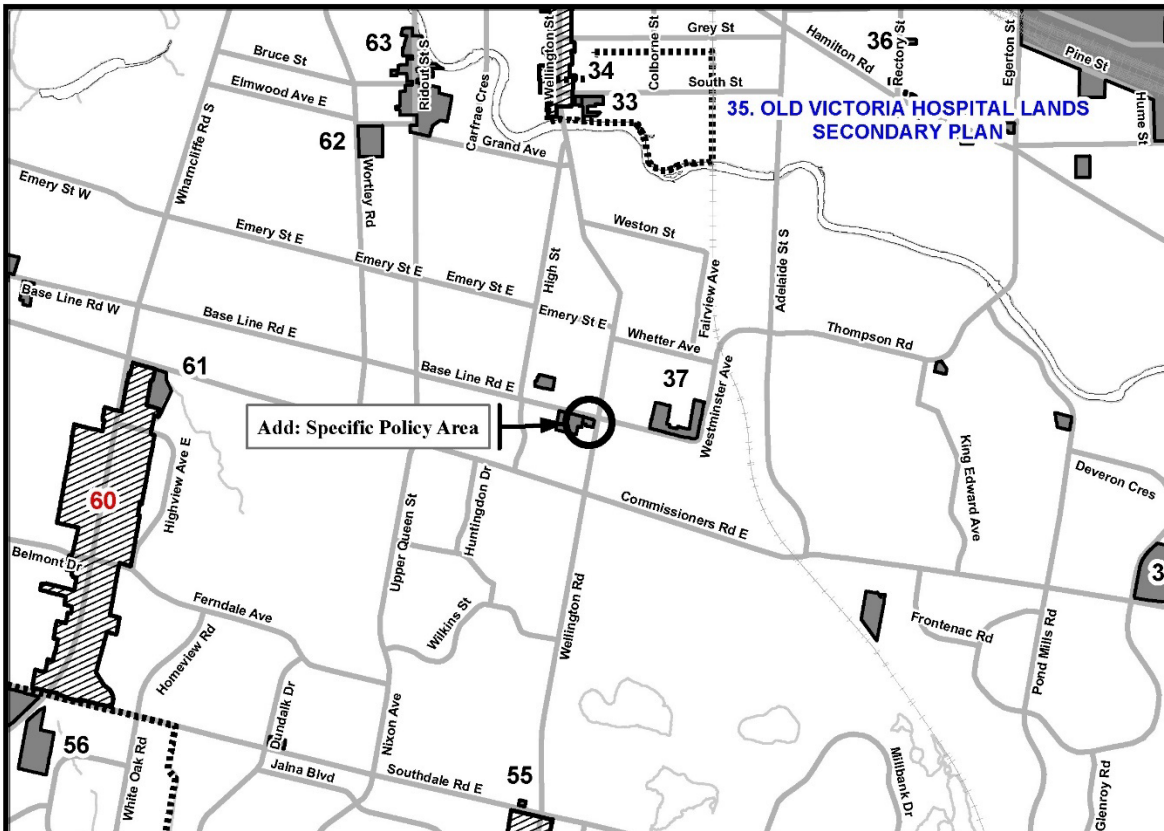 63
Bruce St
Ridout St S
Elmwood Ave E
Carfrae Cres
Wellington St
34
33
Colborne St
Grey St
South St
Hamilton Rd
36
Rectory St
Egerton St
Pine St
Hume St
35. OLD VICTORIA HOSPITAL LANDS
SECONDARY PLAN
Wharncliffe Rd S
62
Grand Ave
Wortley Rd
Emery St W
Emery St E
Emery St E
Emery St E
Emery St E
High St
Weston St
Fairview Ave
Adelaide St S
Whetter Ave
Thompson Rd
Base Line Rd W
Base Line Rd E
Base Line Rd E
61
37
Westminster Ave
Add: Specific Policy Area
60
Highview Ave E
Upper Queen St
Huntingdon Dr
Commissioners Rd E
King Edward Ave
Deveron Cres
Belmont Dr
Ferndale Ave
Wilkins St
Wellington Rd
3
Frontenac Rd
Pond Mills Rd
Homeview Rd
Dundalk Dr
Nixon Ave
56
White Oak Rd
Jalna Blvd
Southdale Rd E
55
Millbank Dr
Glenroy Rd